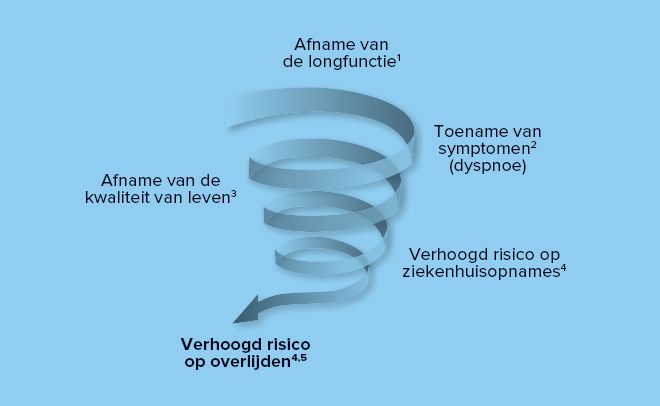 Afname van
de longfunctie¹
Toename van
symptomen²
(dyspnoe)
Afname van de
kwaliteit van leven³
Verhoogd risico op
ziekenhuisopnames⁴
Verhoogd risico
op overlijden⁴,⁵